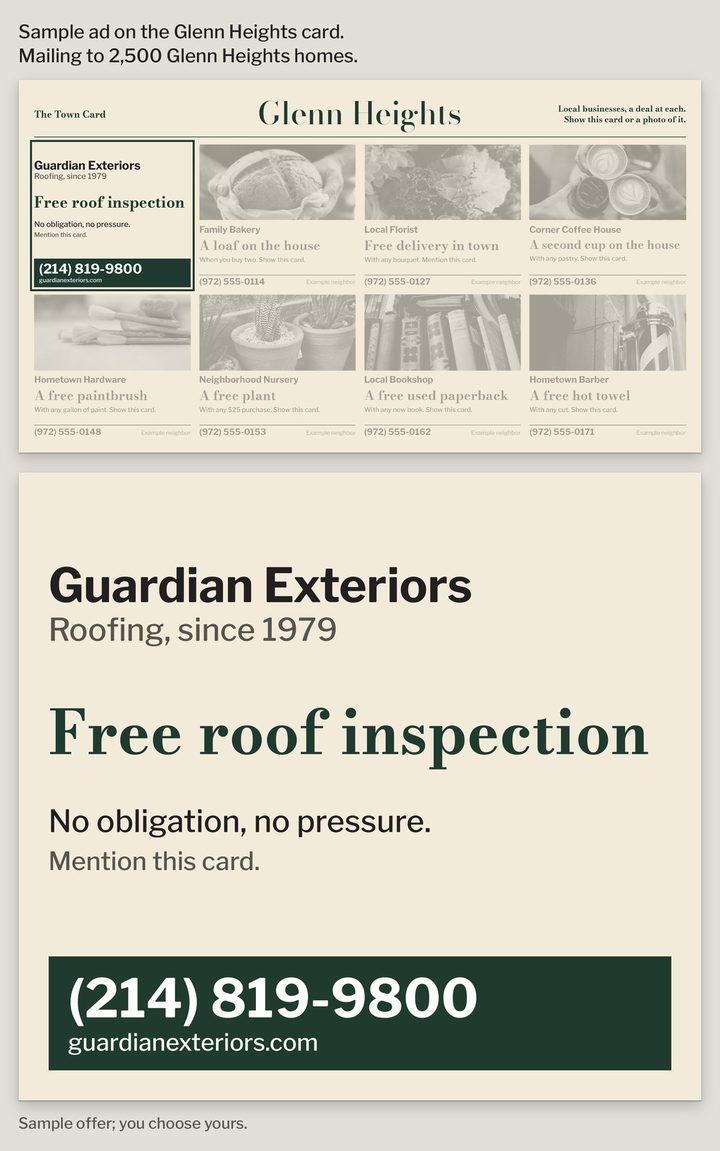 Sample ad on the Glenn Heights card.
Mailing to 2,500 Glenn Heights homes.
The Town Card
Glenn Heights
Local businesses, a deal at each.
Show this card or a photo of it.
Guardian Exteriors
Roofing, since 1979
Free roof inspection
No obligation, no pressure.
Mention this card.
(214) 819-9800
guardianexteriors.com
Family Bakery
A loaf on the house
When you buy two. Show this card.
(972) 555-0114
Example neighbor
Local Florist
Free delivery in town
With any bouquet. Mention this card.
(972) 555-0127
Example neighbor
Corner Coffee House
A second cup on the house
With any pastry. Show this card.
(972) 555-0136
Example neighbor
Hometown Hardware
A free paintbrush
With any gallon of paint. Show this card.
(972) 555-0148
Example neighbor
Neighborhood Nursery
A free plant
With any $25 purchase. Show this card.
(972) 555-0153
Example neighbor
Local Bookshop
A free used paperback
With any new book. Show this card.
(972) 555-0162
Example neighbor
Hometown Barber
A free hot towel
With any cut. Show this card.
(972) 555-0171
Example neighbor
Guardian Exteriors
Roofing, since 1979
Free roof inspection
No obligation, no pressure.
Mention this card.
(214) 819-9800
guardianexteriors.com
Sample offer; you choose yours.